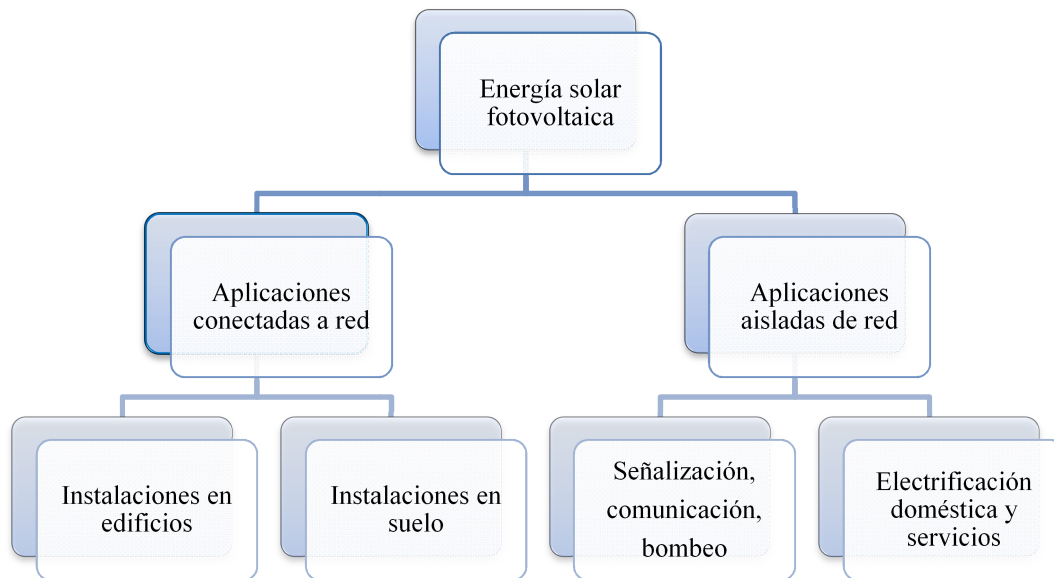 Energía solar
fotovoltaica
Aplicaciones
conectadas a red
Aplicaciones
aisladas de red
Instalaciones en
edificios
Instalaciones en
suelo
Señalización,
comunicación,
bombeo
Electrificación
doméstica y
servicios